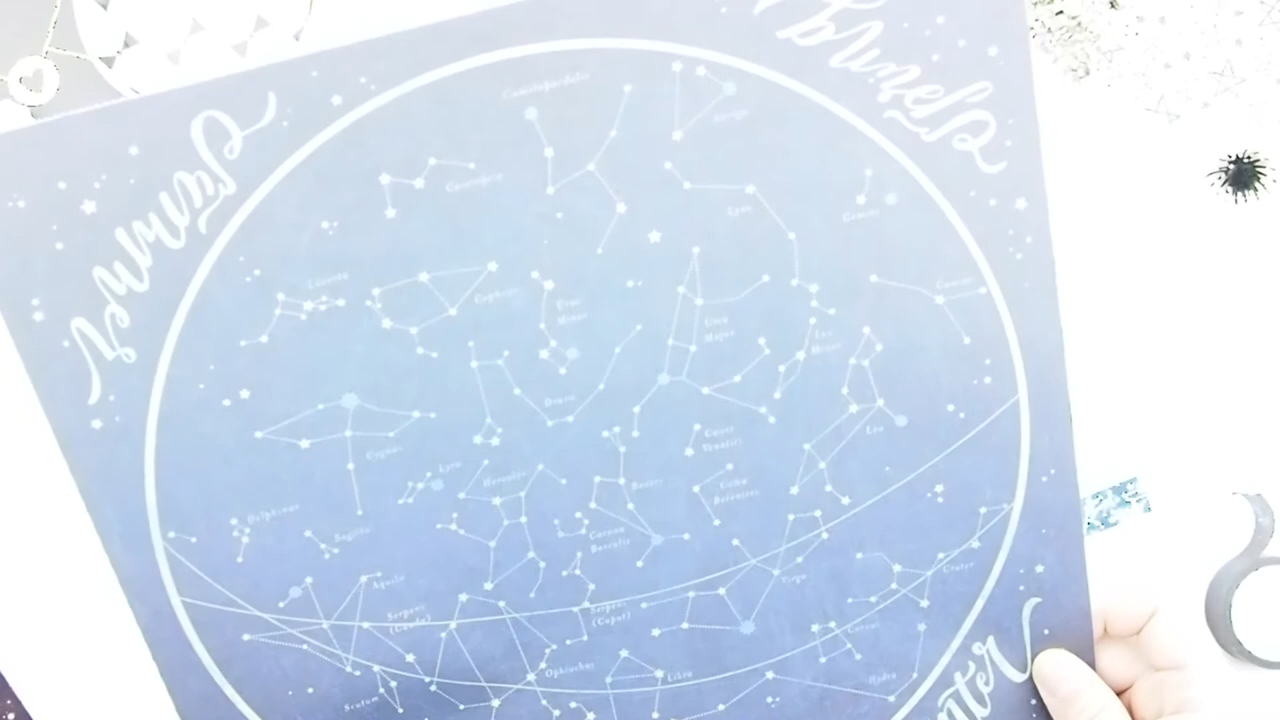 Summer
Camelopardalis
Cassiopeia
Auriga
Lynx
Gemini
Cancer
Lacerta
Cepheus
Ursa
Minor
Ursa
Major
Leo
Minor
Draco
Leo
Cygnus
Lyra
Hercules
Bootes
Canes
Venatici
Coma
Berenices
Delphinus
Sagitta
Corona
Borealis
Aquila
Serpens
(Cauda)
Serpens
(Caput)
Virgo
Crater
Corvus
Ophiuchus
Libra
Hydra
Scutum